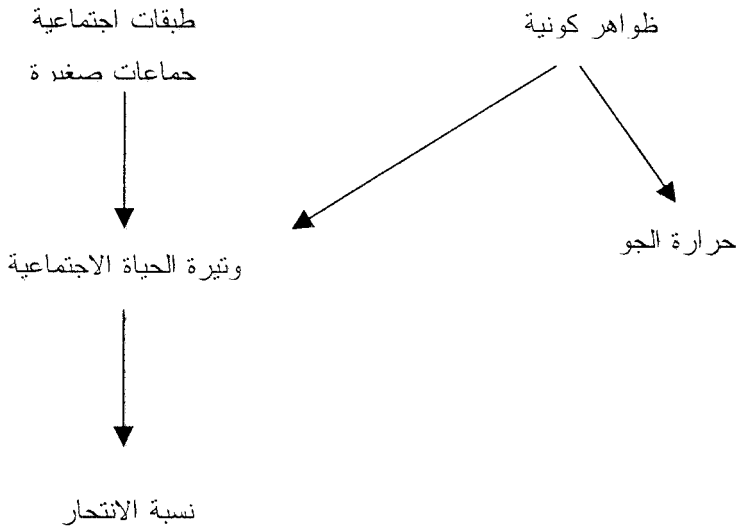 ظواهر كونية
طبقات اجتماعية
جماعات صغيرة
حرارة الجو
وتيرة الحياة الاجتماعية
نسبة الانتحار